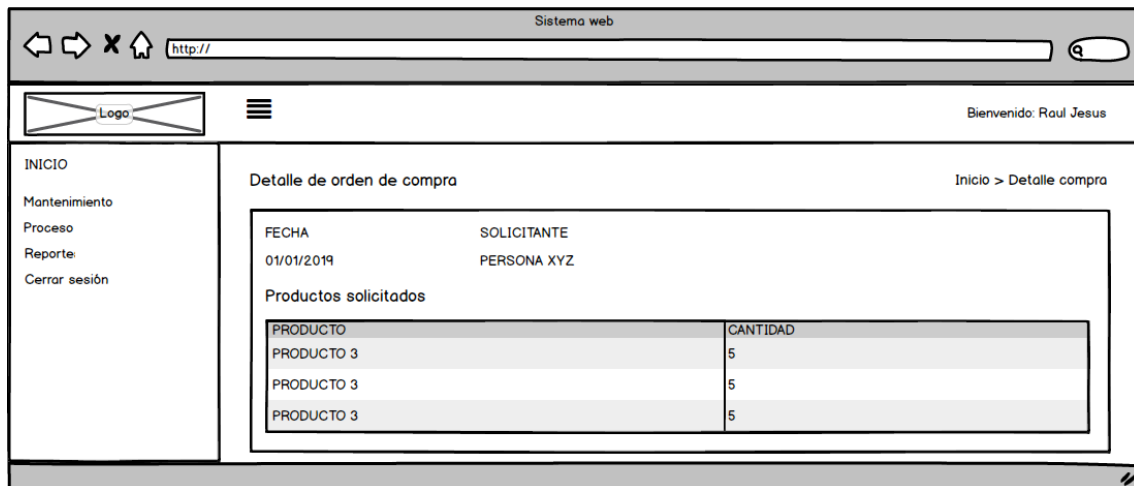 Sistema web
http://
Logo
Bienvenido: Raul Jesus
INICIO
Mantenimiento
Proceso
Reporte
Cerrar sesión
Detalle de orden de compra
Inicio > Detalle compra
FECHA SOLICITANTE
01/01/2019 PERSONA XYZ
Productos solicitados
PRODUCTO CANTIDAD
PRODUCTO 3 5
PRODUCTO 3 5
PRODUCTO 3 5